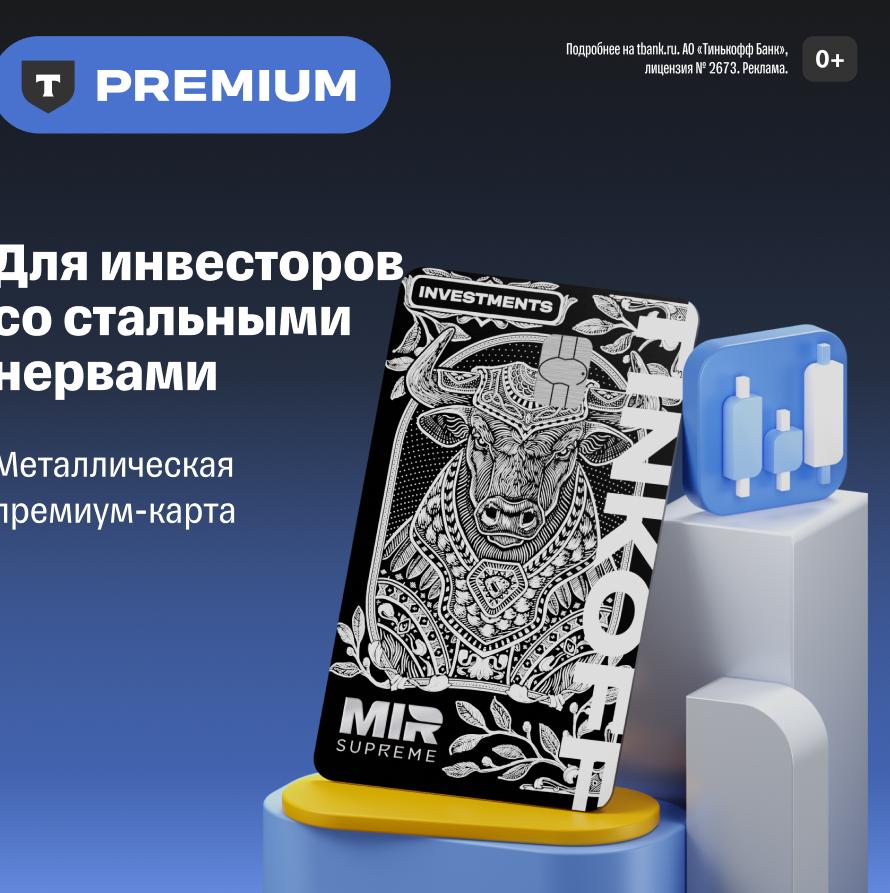 T PREMIUM
Подробнее на tbank.ru. АО «Тинькофф Банк»,
лицензия № 2673. Реклама.
0+
Для инвесторов
со стальными
нервами
Металлическая
премиум-карта
INVESTMENTS
TINKOFF
MIR
SUPREME